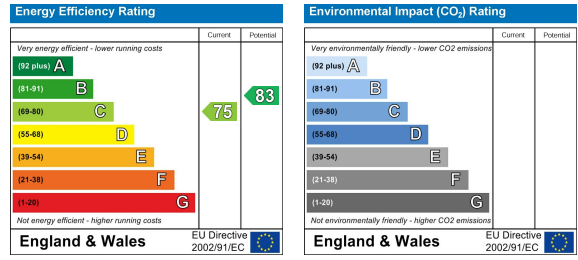 Energy Efficiency Rating
Current Potential
Very energy efficient - lower running costs
(92 plus) A
(81-91) B
(69-80) C
(55-68) D
(39-54) E
(21-38) F
(1-20) G
75
83
Not energy efficient - higher running costs
England & Wales
EU Directive
2002/91/EC
Environmental Impact (CO2) Rating
Current Potential
Very environmentally friendly - lower CO2 emissions
(92 plus) A
(81-91) B
(69-80) C
(55-68) D
(39-54) E
(21-38) F
(1-20) G
Not environmentally friendly - higher CO2 emissions
England & Wales
EU Directive
2002/91/EC